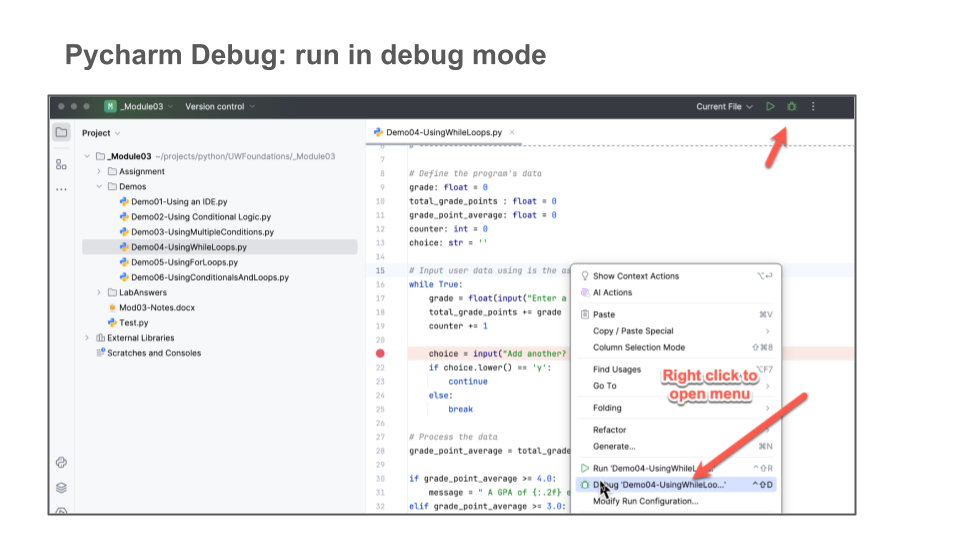 Pycharm Debug: run in debug mode
M _Module03 Version control Current File
Project
Demo04-UsingWhileLoops.py ×
_Module03 ~/projects/python/UWFoundations/_Module03
Assignment
Demos
Demo01-Using an IDE.py
Demo02-Using Conditional Logic.py
Demo03-UsingMultipleConditions.py
Demo04-UsingWhileLoops.py
Demo05-UsingForLoops.py
Demo06-UsingConditionalsAndLoops.py
LabAnswers
Mod03-Notes.docx
Test.py
External Libraries
Scratches and Consoles
7
8 # Define the program's data
9 grade: float = 0
10 total_grade_points : float = 0
11 grade_point_average: float = 0
12 counter: int = 0
13 choice: str = ''
14
15 # Input user data using is the as
16 while True:
17 grade = float(input("Enter a
18 total_grade_points += grade
19 counter += 1
20
choice = input("Add another?
22 if choice.lower() == 'y':
23 continue
24 else:
25 break
26
27 # Process the data
28 grade_point_average = total_grade
29
30 if grade_point_average >= 4.0:
31 message = " A GPA of {:.2f}
32 elif grade_point_average >= 3.0:
Show Context Actions ⌥⏎
AI Actions
Paste ⌘V
Copy / Paste Special
Column Selection Mode ⇧⌘8
Find Usages ⌥F7
Go To
Folding
Refactor
Generate... ⌘N
Run 'Demo04-UsingWhileL ⌃⇧R
Debug 'Demo04-UsingWhileLoo...' ⌃⇧D
Modify Run Configuration...
Right click to
open menu